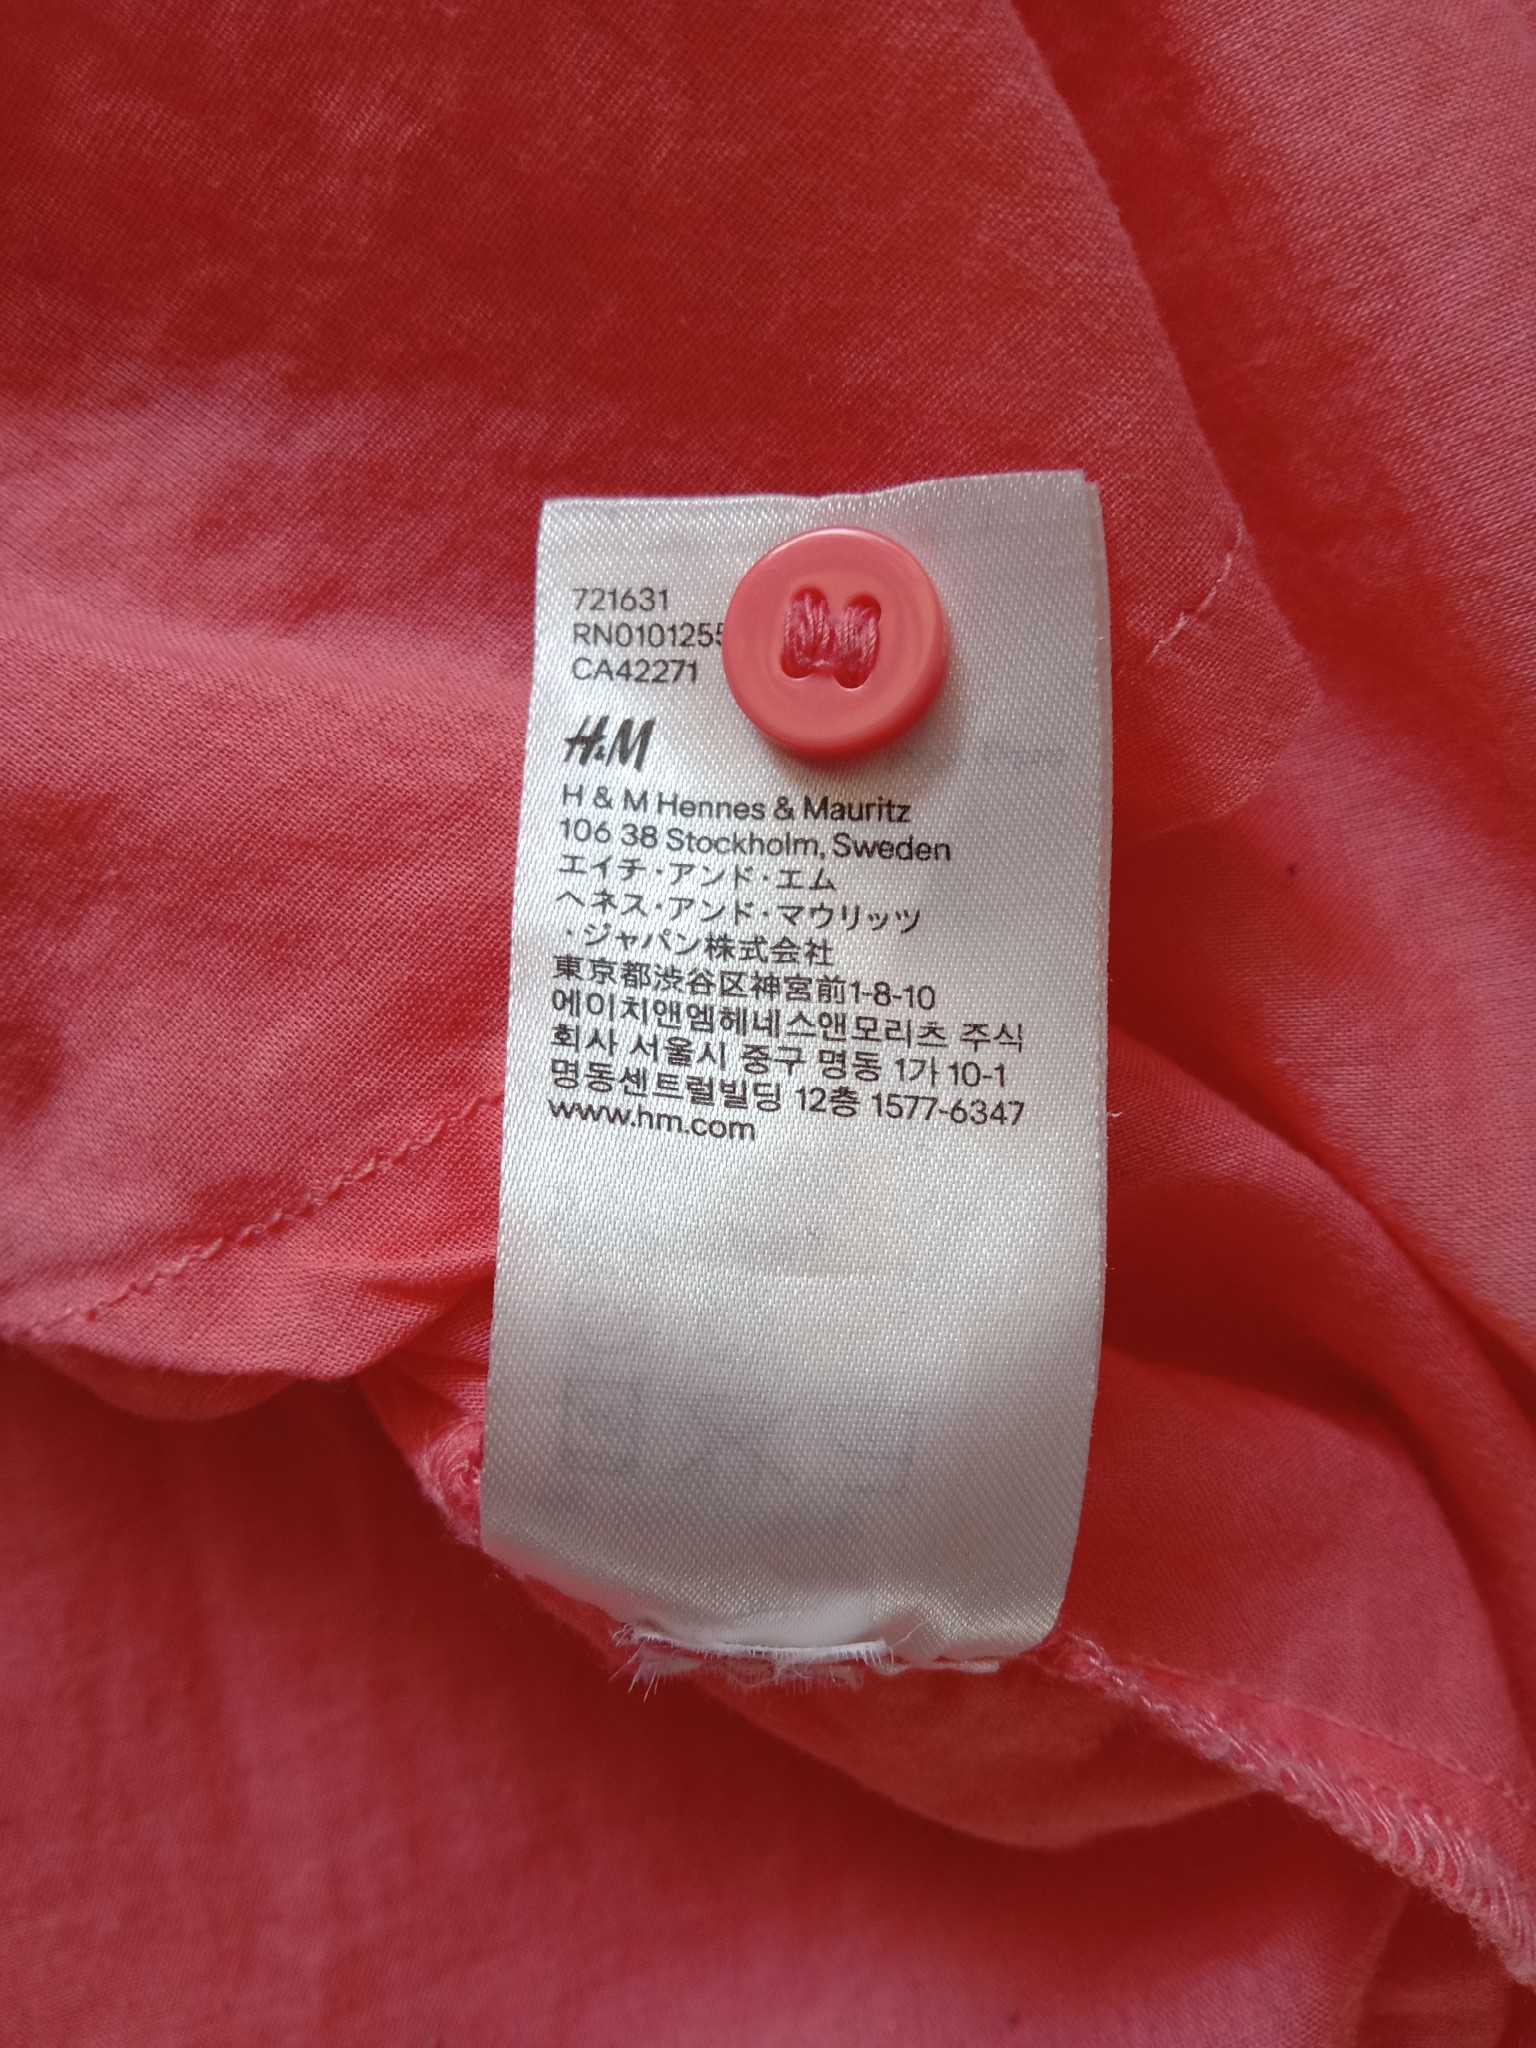 721631
RN0101255
CA42271
H&M
H & M Hennes & Mauritz
106 38 Stockholm, Sweden
エイチ・アンド・エム
ヘネス・アンド・マウリッツ
・ジャパン株式会社
東京都渋谷区神宮前1-8-10
에이치앤엠헤네스앤모리츠 주식
회사 서울시 중구 명동 1가 10-1
명동센트럴빌딩 12층 1577-6347
www.hm.com